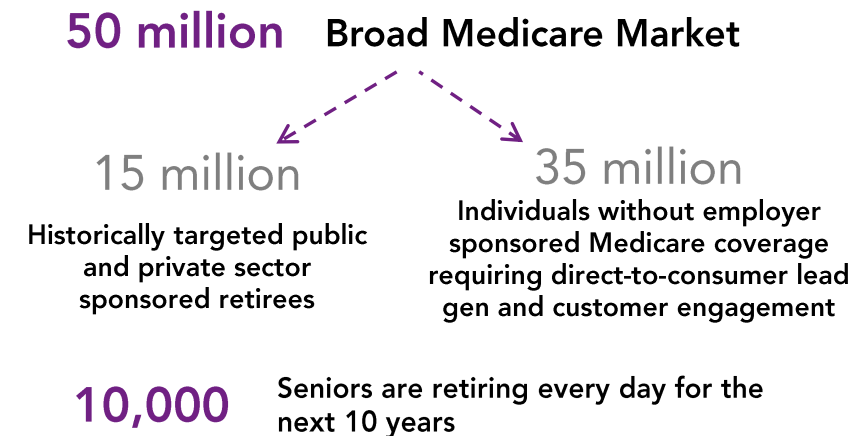 50 million Broad Medicare Market
15 million
Historically targeted public
and private sector
sponsored retirees
35 million
Individuals without employer
sponsored Medicare coverage
requiring direct-to-consumer lead
gen and customer engagement
10,000
Seniors are retiring every day for the
next 10 years